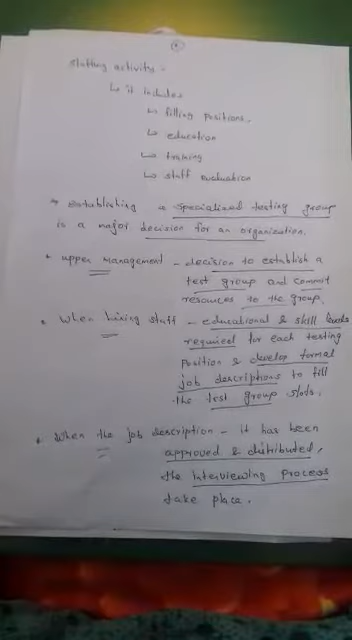 Staffing activity -
↳ it includes
↳ filling positions.
↳ education
↳ training
↳ staff evaluation
* Establishing a specialized testing group
is a major decision for an organization.
* upper management - decision to establish a
test group and commit
resources to the group.
* When hiring staff - educational & skill levels
required for each testing
position & develop formal
job descriptions to fill
the test group slots.
* When the job description - it has been
approved & distributed,
the interviewing process
take place.